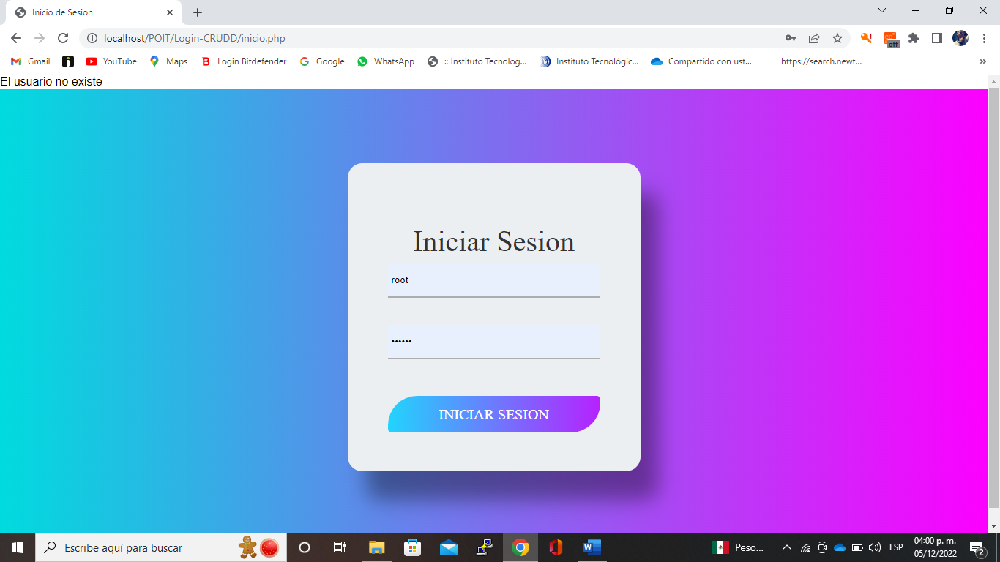 Inicio de Sesion
localhost/POIT/Login-CRUDD/inicio.php
off
Gmail
YouTube
Maps
Login Bitdefender
Google
WhatsApp
:: Instituto Tecnolog...
Instituto Tecnológic...
Compartido con ust...
https://search.newt...
»
El usuario no existe
Iniciar Sesion
root
••••••
INICIAR SESION
Escribe aquí para buscar
Peso...
ESP
04:00 p. m.
05/12/2022
2